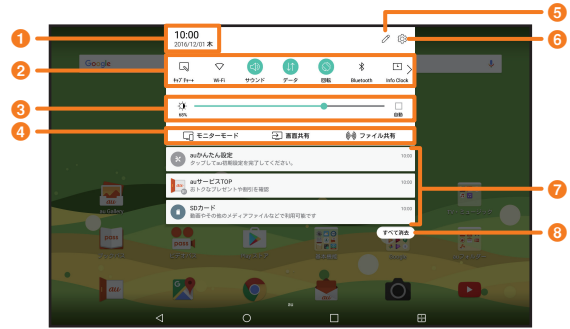 10:00
2016/12/01 木
Google
Wi-Fi
サウンド
データ
回転
Bluetooth
Info Clock
68%
自動
モニターモード
画面共有
ファイル共有
auかんたん設定
10:00
タップしてau初期設定を完了してください。
auサービスTOP
10:00
おトクなプレゼントや割引を確認
SDカード
10:00
動画やその他のメディアファイルなどで利用可能です
すべて消去
au Gallery
au
1
2
3
4
5
6
7
8